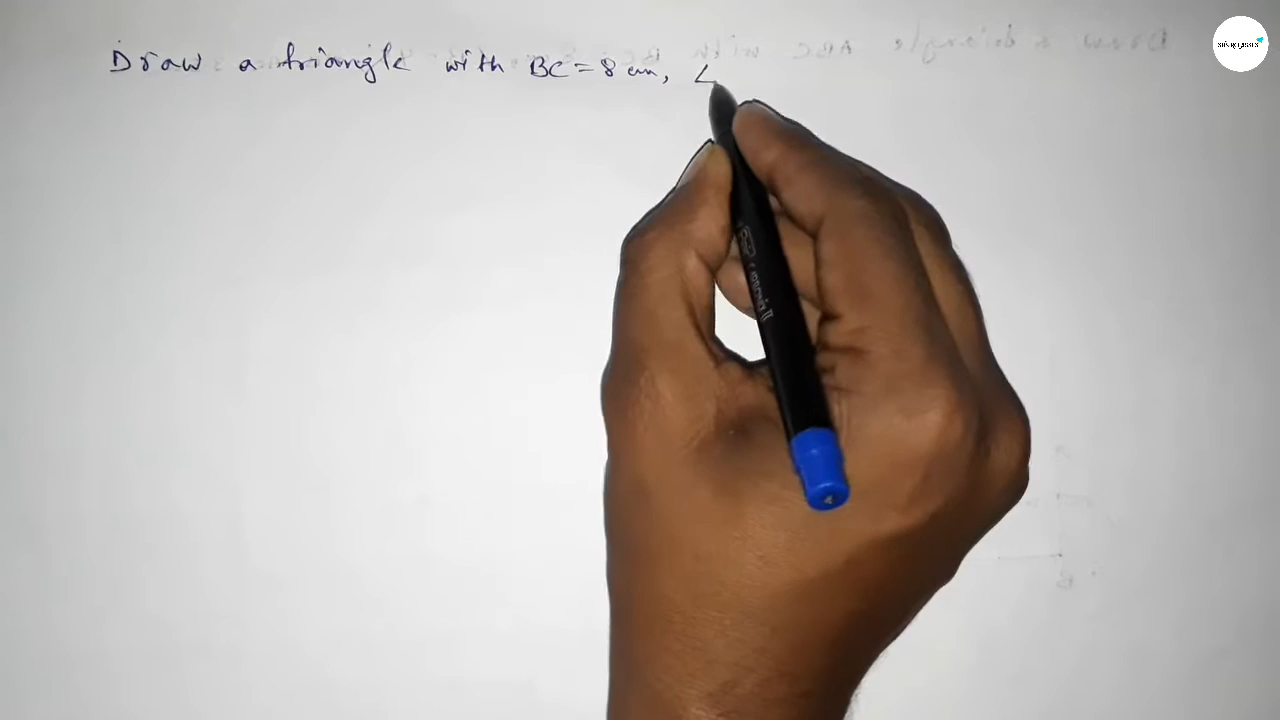 Draw a triangle with BC = 8 cm, ∠